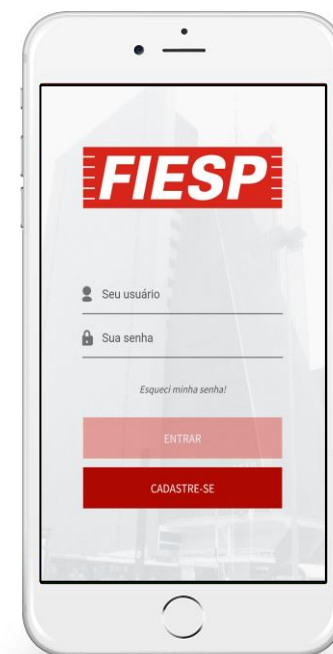 FIESP
Seu usuário
Sua senha
Esqueci minha senha!
ENTRAR
CADASTRE-SE